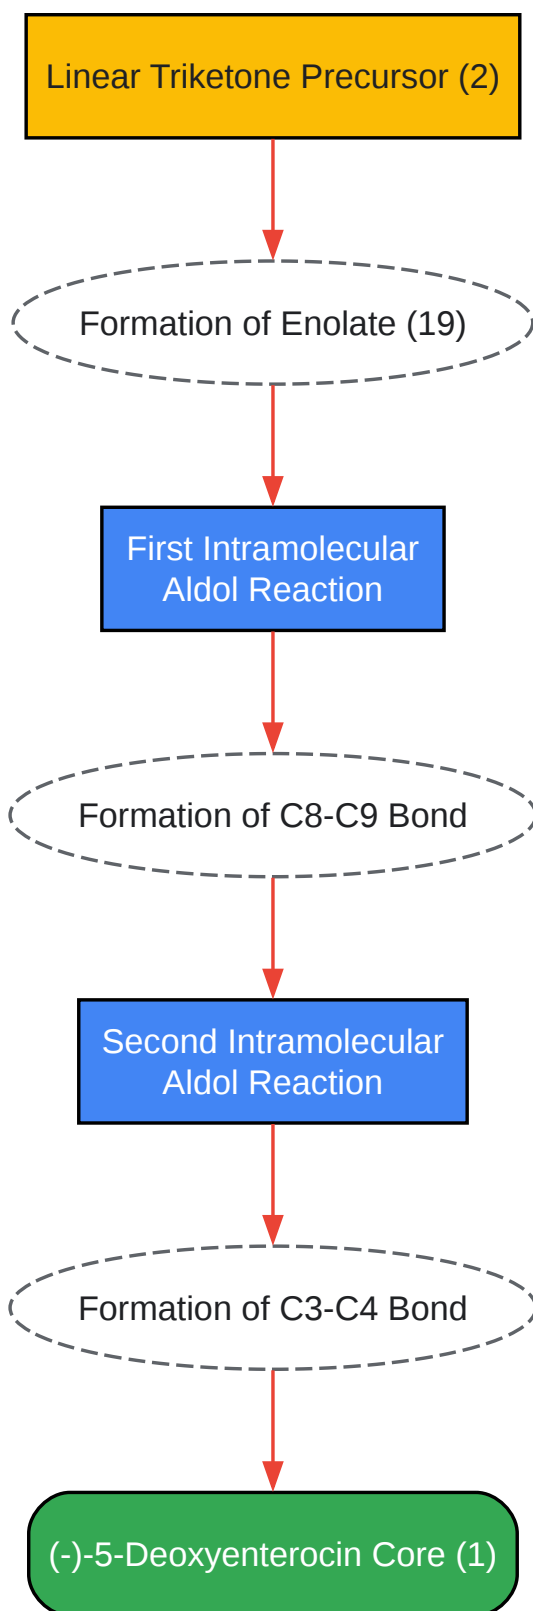 Linear Triketone Precursor (2)
Formation of Enolate (19)
First Intramolecular
Aldol Reaction
Formation of C8-C9 Bond
Second Intramolecular
Aldol Reaction
Formation of C3-C4 Bond
(-)-5-Deoxyenterocin Core (1)